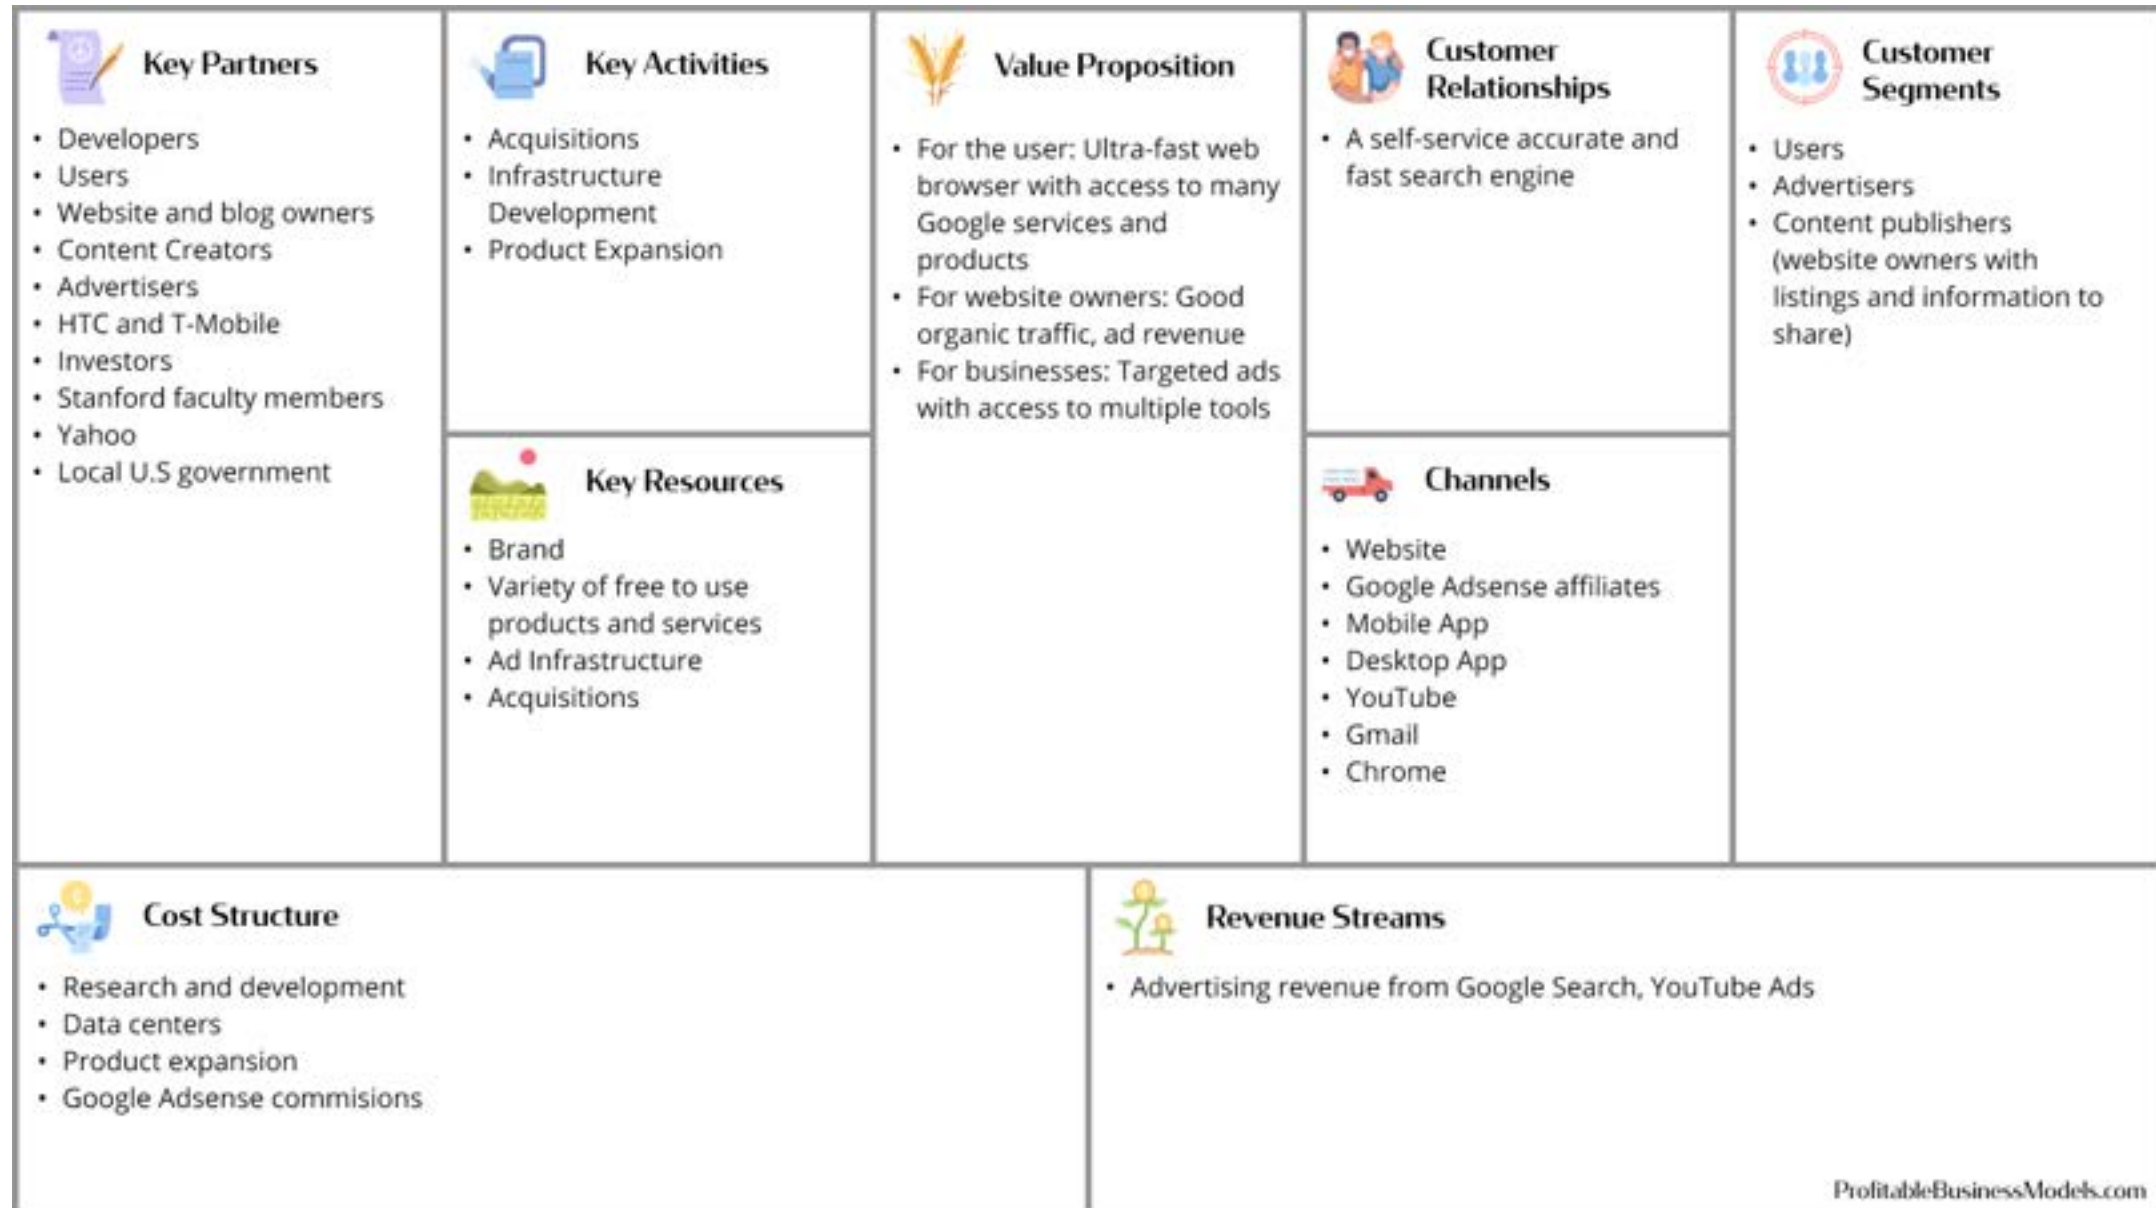 Key Partners
• Developers
• Users
• Website and blog owners
• Content Creators
• Advertisers
• HTC and T-Mobile
• Investors
• Stanford faculty members
• Yahoo
• Local U.S government
Key Activities
• Acquisitions
• Infrastructure
Development
• Product Expansion
Key Resources
• Brand
• Variety of free to use
products and services
• Ad Infrastructure
• Acquisitions
Value Proposition
• For the user: Ultra-fast web
browser with access to many
Google services and
products
• For website owners: Good
organic traffic, ad revenue
• For businesses: Targeted ads
with access to multiple tools
Customer
Relationships
• A self-service accurate and
fast search engine
Channels
• Website
• Google Adsense affiliates
• Mobile App
• Desktop App
• YouTube
• Gmail
• Chrome
Customer
Segments
• Users
• Advertisers
• Content publishers
(website owners with
listings and information to
share)
Cost Structure
• Research and development
• Data centers
• Product expansion
• Google Adsense commisions
Revenue Streams
• Advertising revenue from Google Search, YouTube Ads
ProfitableBusinessModels.com